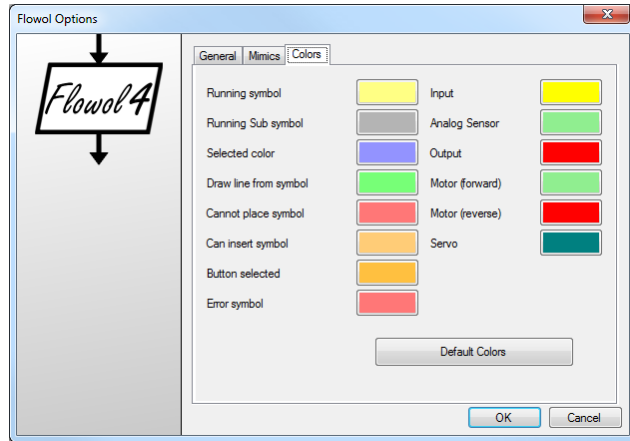 Flowol Options
Flowol 4
General Mimics Colors
Running symbol Input
Running Sub symbol Analog Sensor
Selected color Output
Draw line from symbol Motor (forward)
Cannot place symbol Motor (reverse)
Can insert symbol Servo
Button selected
Error symbol
Default Colors
OK Cancel